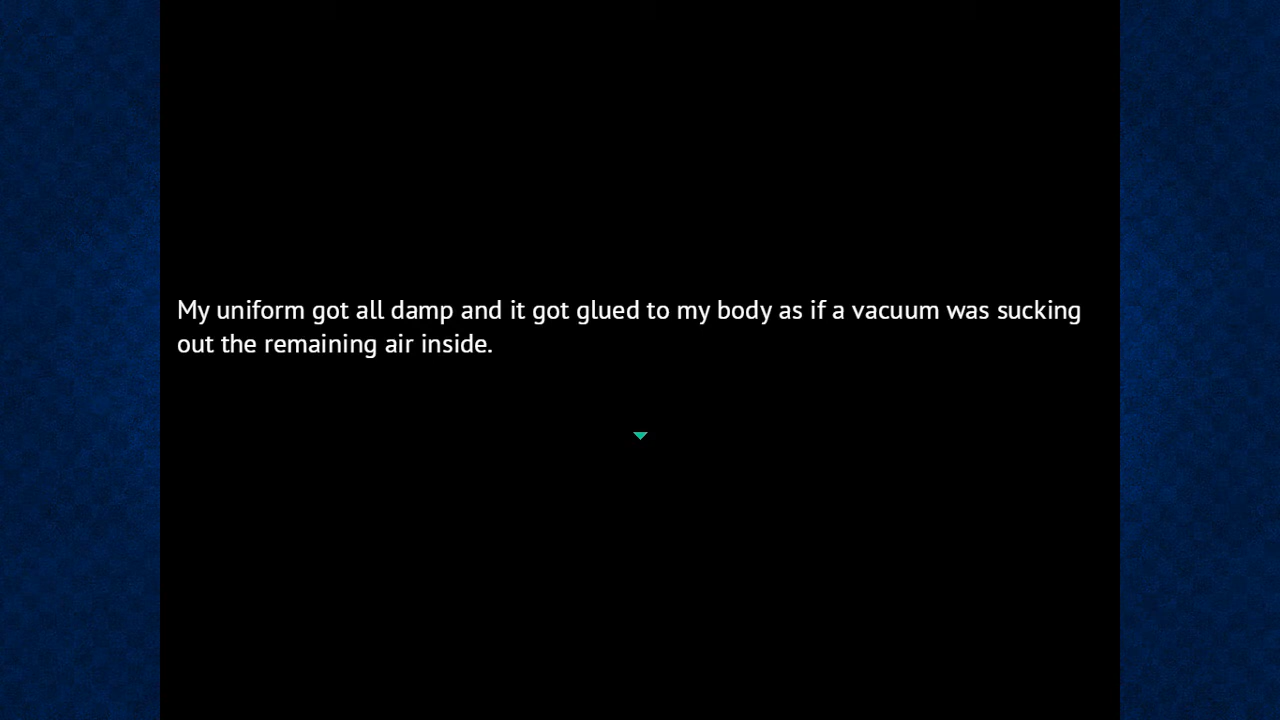 My uniform got all damp and it got glued to my body as if a vacuum was sucking
out the remaining air inside.